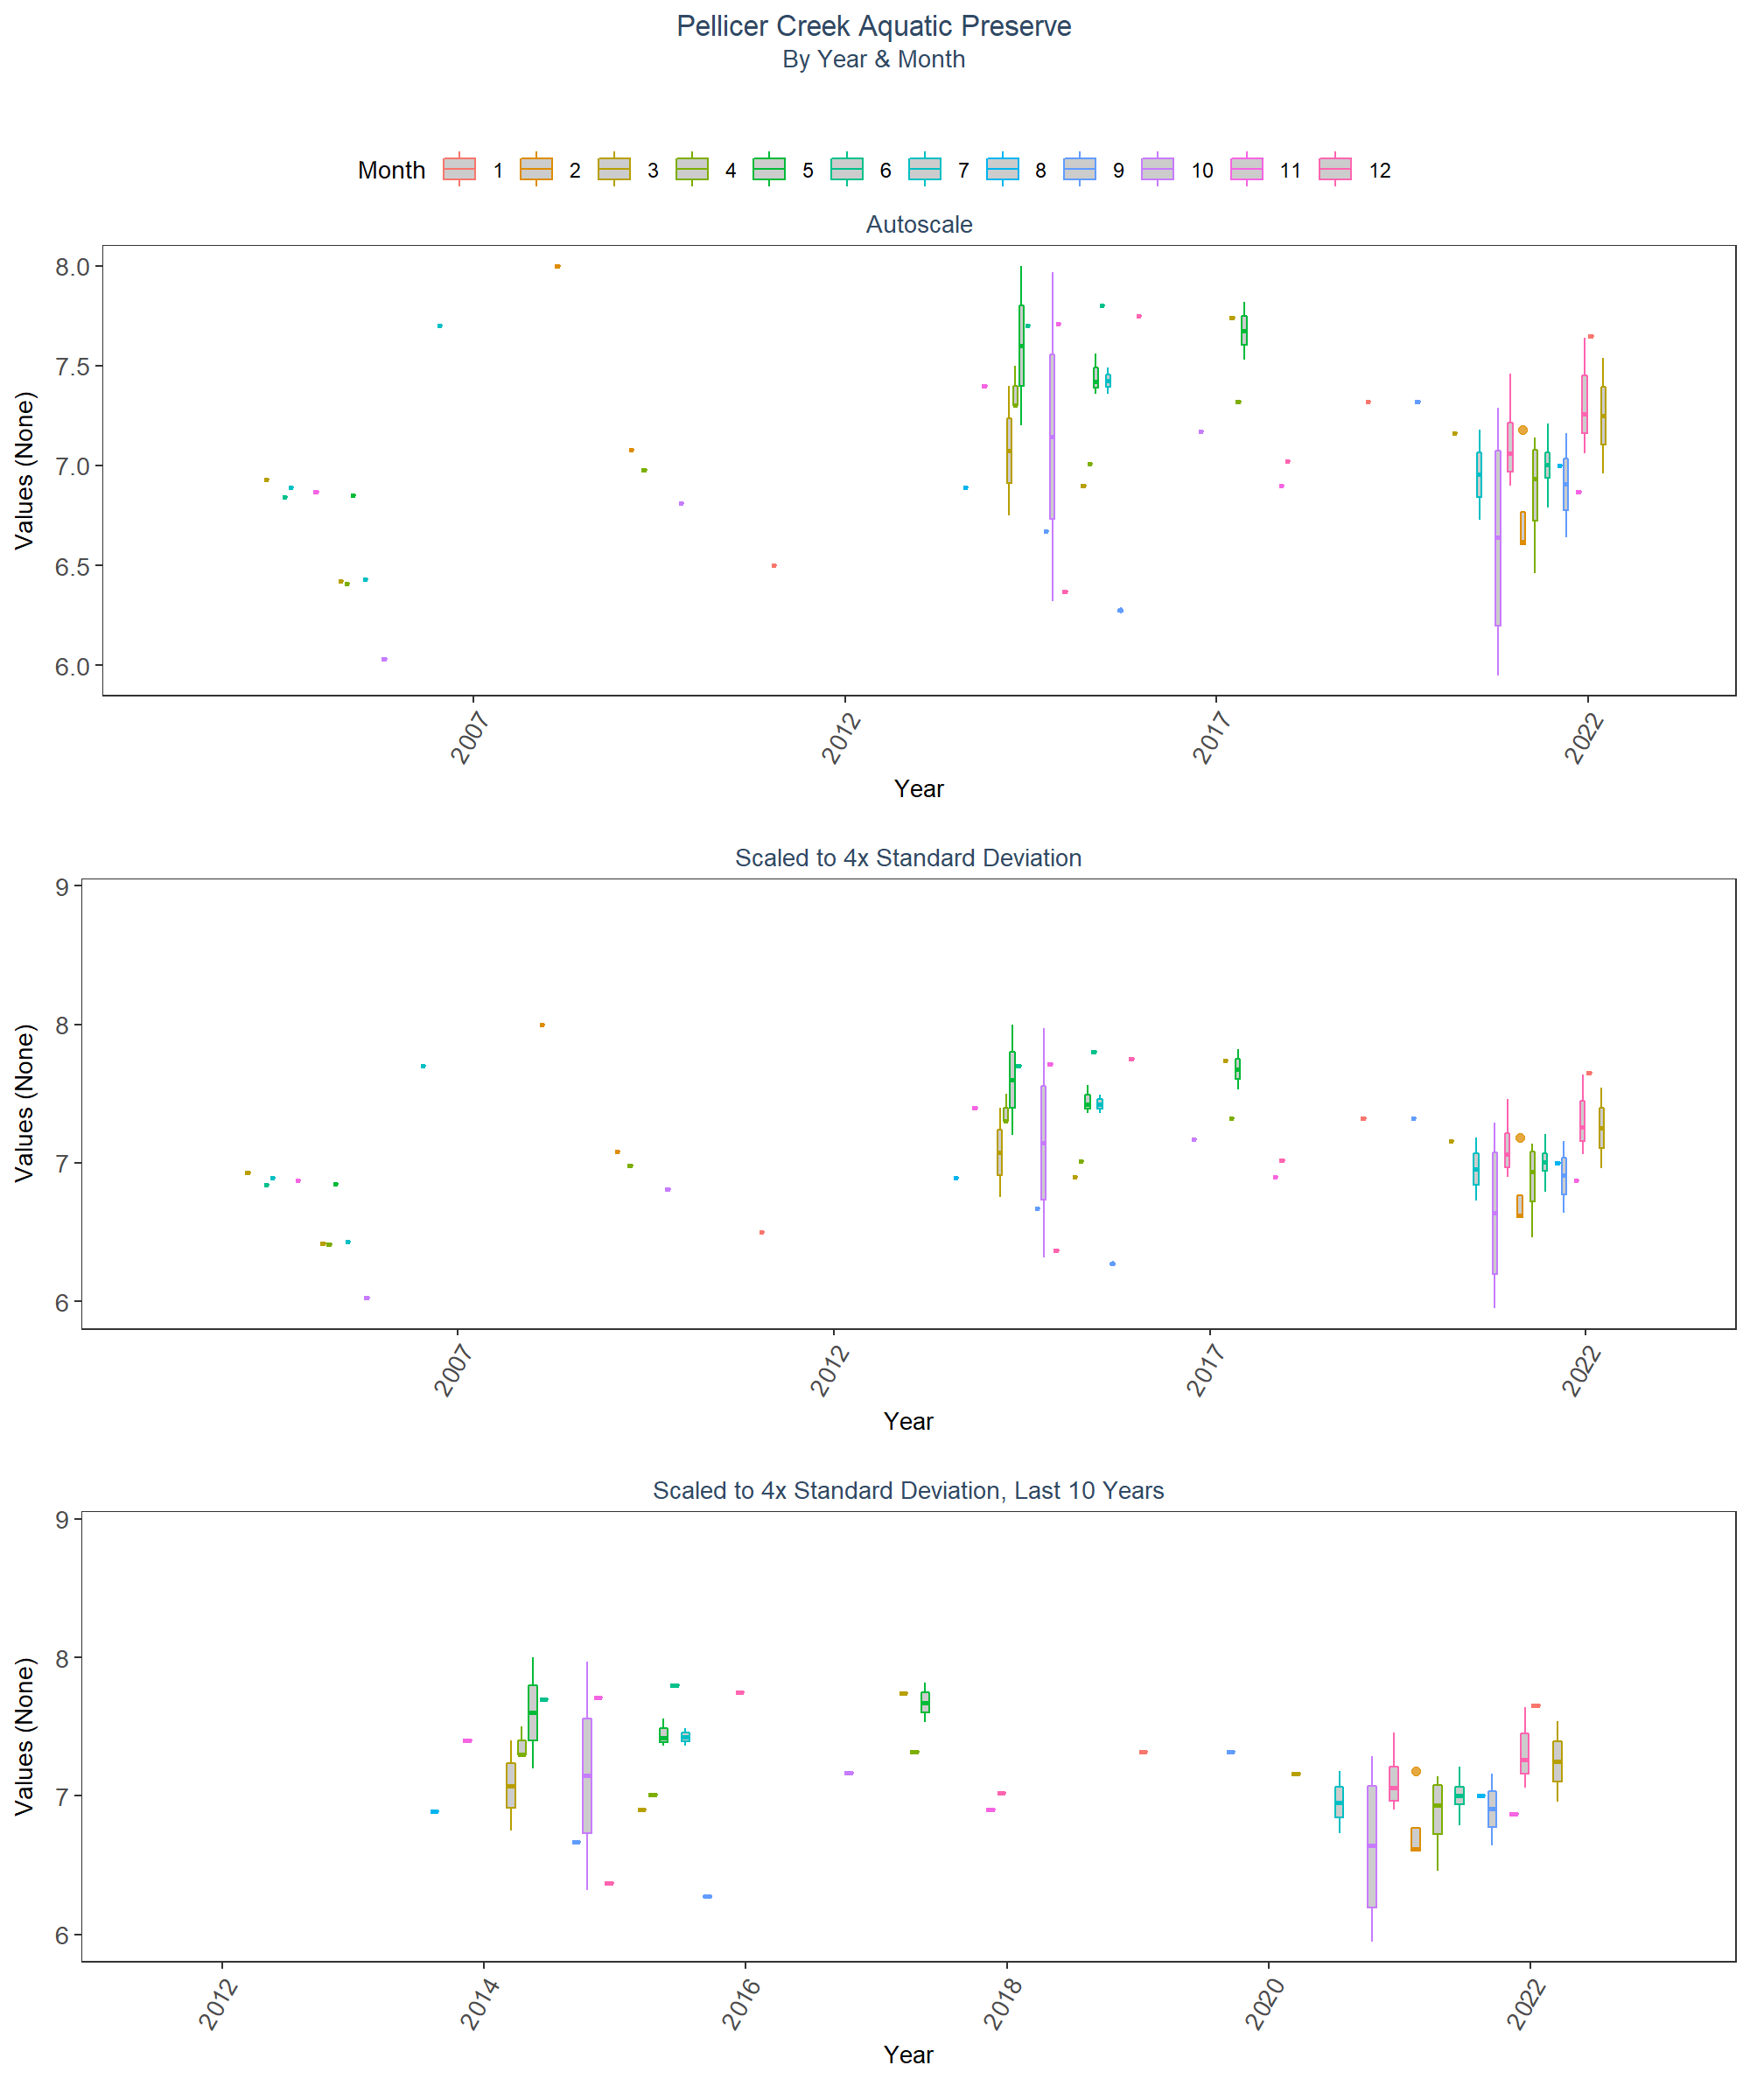 Pellicer Creek Aquatic Preserve
By Year & Month
Month 1 2 3 4 5 6 7 8 9 10 11 12
Autoscale
8.0
7.5
7.0
6.5
6.0
Values (None)
2007 2012 2017 2022
Year
Scaled to 4x Standard Deviation
9
8
7
6
Values (None)
2007 2012 2017 2022
Year
Scaled to 4x Standard Deviation, Last 10 Years
9
8
7
6
Values (None)
2012 2014 2016 2018 2020 2022
Year